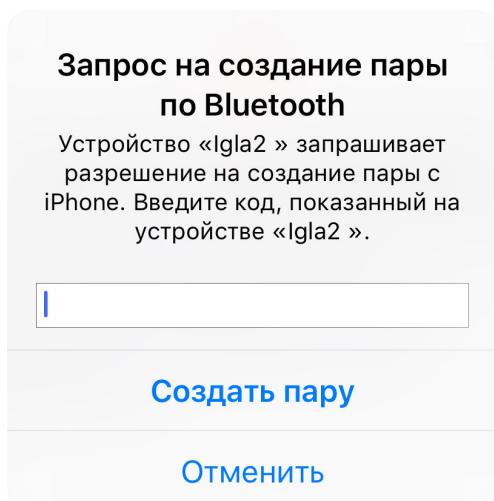 Запрос на создание пары
по Bluetooth
Устройство «Igla2 » запрашивает
разрешение на создание пары с
iPhone. Введите код, показанный на
устройстве «Igla2 ».
Создать пару
Отменить